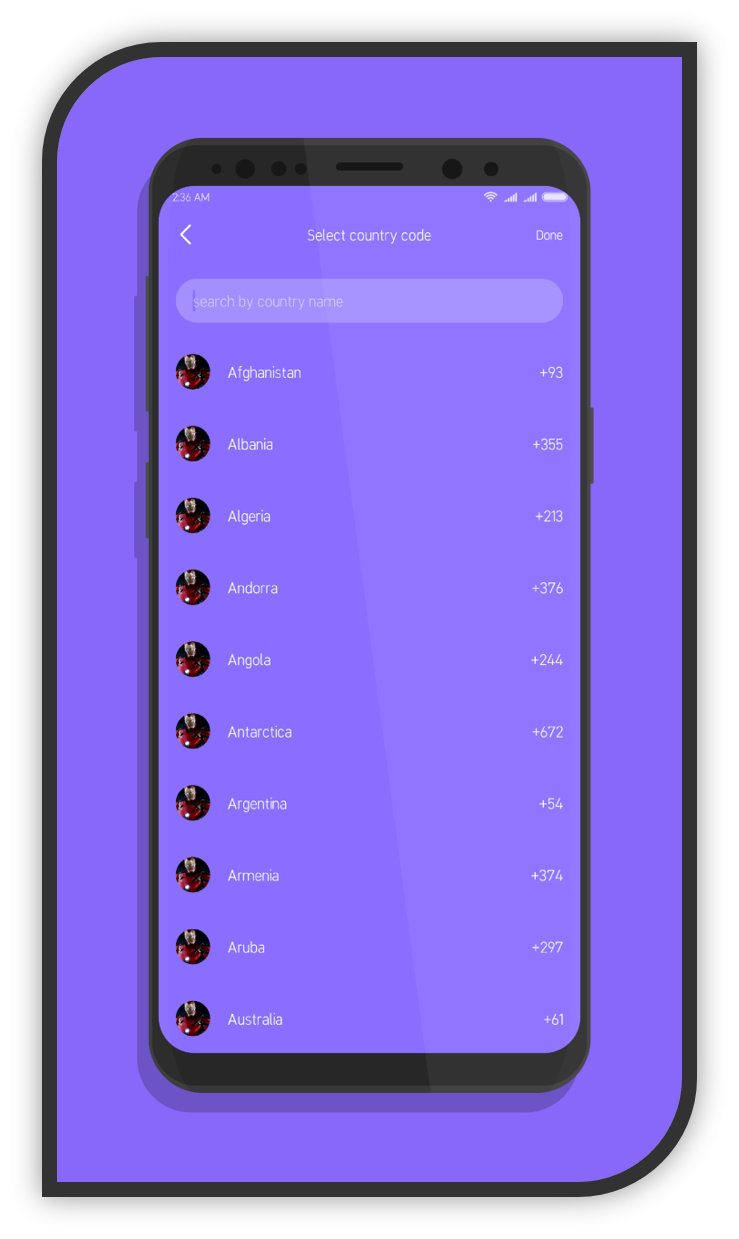 2:36 AM
Select country code Done
search by country name
Afghanistan +93
Albania +355
Algeria +213
Andorra +376
Angola +244
Antarctica +672
Argentina +54
Armenia +374
Aruba +297
Australia +61